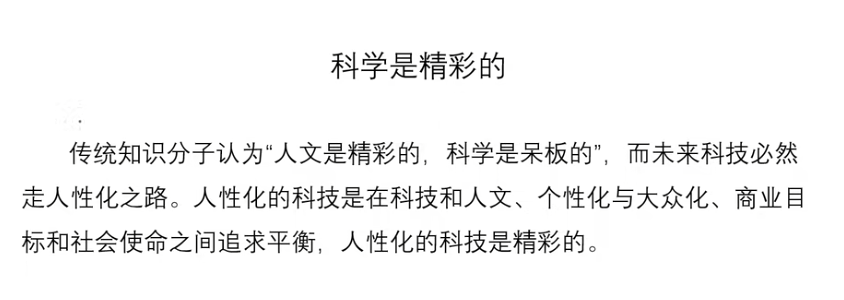 科学是精彩的
传统知识分子认为“人文是精彩的，科学是呆板的”，而未来科技必然
走人性化之路。人性化的科技是在科技和人文、个性化与大众化、商业目
标和社会使命之间追求平衡，人性化的科技是精彩的。